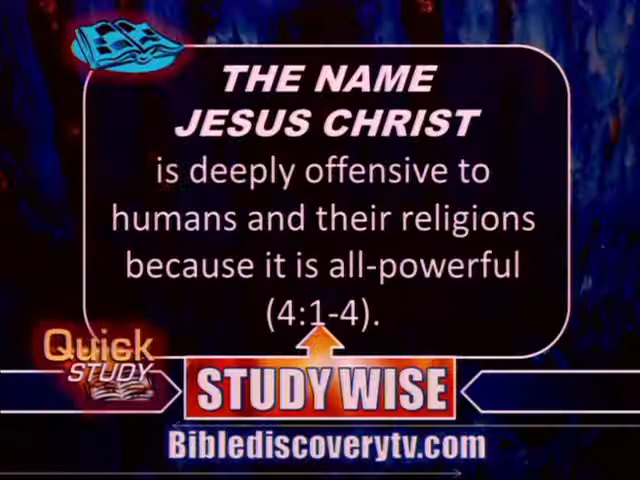 THE NAME
JESUS CHRIST
is deeply offensive to
humans and their religions
because it is all-powerful
(4:1-4).
Quick
STUDY
STUDY WISE
Biblediscoverytv.com